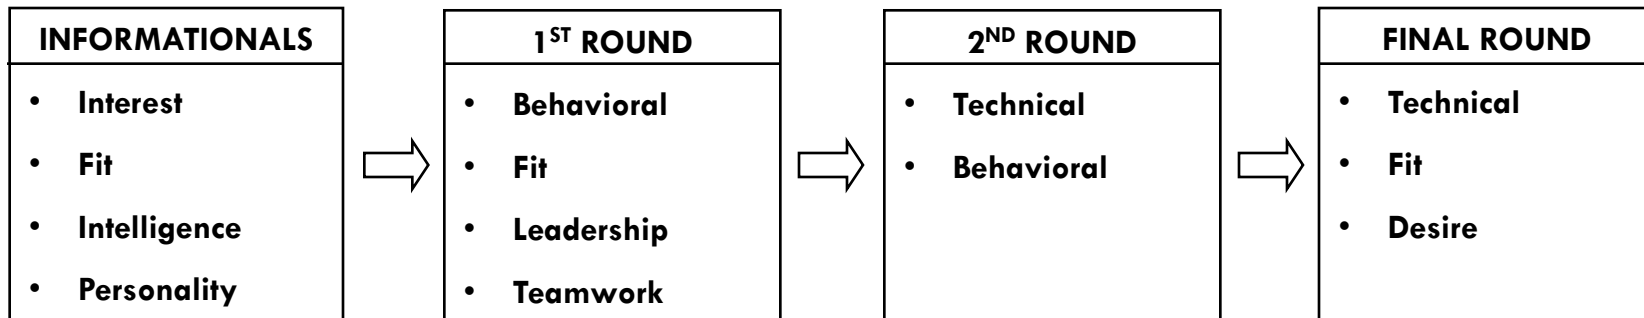 INFORMATIONALS
• Interest
• Fit
• Intelligence
• Personality
1ST ROUND
• Behavioral
• Fit
• Leadership
• Teamwork
2ND ROUND
• Technical
• Behavioral
FINAL ROUND
• Technical
• Fit
• Desire